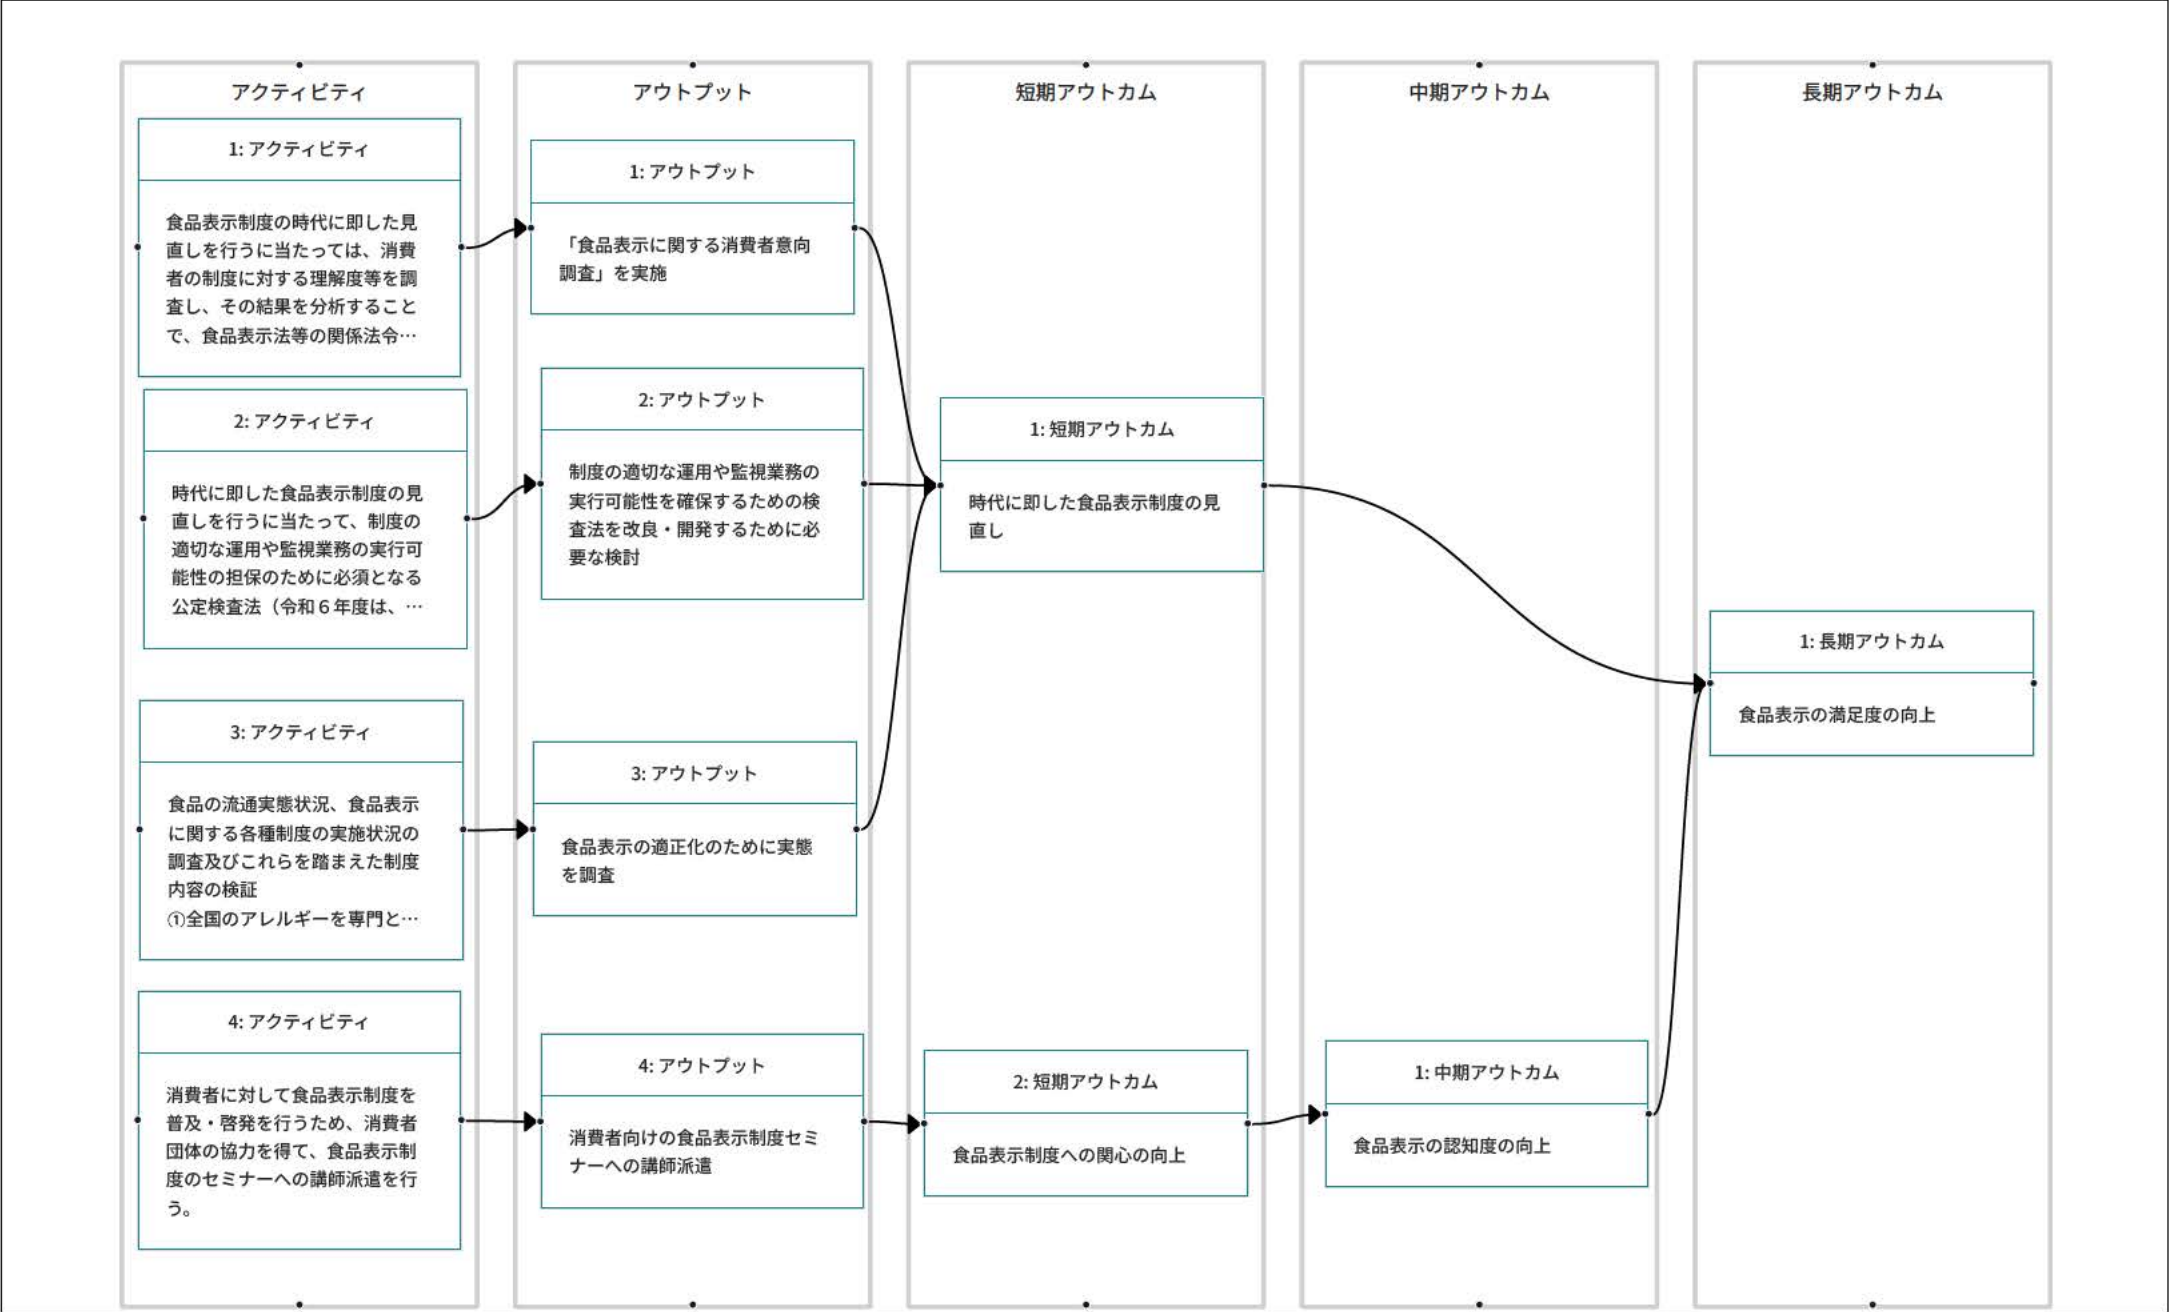 アクティビティ
1: アクティビティ
食品表示制度の時代に即した見
直しを行うに当たっては、消費
者の制度に対する理解度等を調
査し、その結果を分析すること
で、食品表示法等の関係法令…
2: アクティビティ
時代に即した食品表示制度の見
直しを行うに当たって、制度の
適切な運用や監視業務の実行可
能性の担保のために必須となる
公定検査法（令和６年度は、…
3: アクティビティ
食品の流通実態状況、食品表示
に関する各種制度の実施状況の
調査及びこれらを踏まえた制度
内容の検証
①全国のアレルギーを専門と…
4: アクティビティ
消費者に対して食品表示制度を
普及・啓発を行うため、消費者
団体の協力を得て、食品表示制
度のセミナーへの講師派遣を行
う。
アウトプット
1: アウトプット
「食品表示に関する消費者意向
調査」を実施
2: アウトプット
制度の適切な運用や監視業務の
実行可能性を確保するための検
査法を改良・開発するために必
要な検討
3: アウトプット
食品表示の適正化のために実態
を調査
4: アウトプット
消費者向けの食品表示制度セミ
ナーへの講師派遣
短期アウトカム
1: 短期アウトカム
時代に即した食品表示制度の見
直し
2: 短期アウトカム
食品表示制度への関心の向上
中期アウトカム
1: 中期アウトカム
食品表示の認知度の向上
長期アウトカム
1: 長期アウトカム
食品表示の満足度の向上